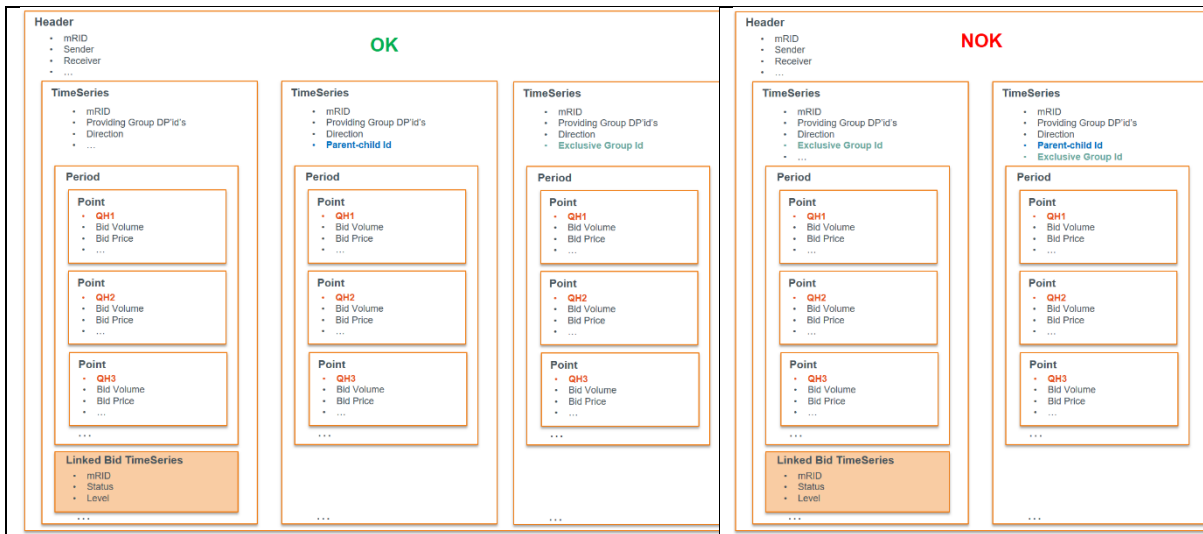 Header
• mRID
• Sender
• Receiver
• ...
OK
TimeSeries
• mRID
• Providing Group DP'id's
• Direction
• ...
Period
Point
• QH1
• Bid Volume
• Bid Price
• ...
Point
• QH2
• Bid Volume
• Bid Price
• ...
Point
• QH3
• Bid Volume
• Bid Price
• ...
...
Linked Bid TimeSeries
• mRID
• Status
• Level
...
TimeSeries
• mRID
• Providing Group DP'id's
• Direction
• Parent-child Id
Period
Point
• QH1
• Bid Volume
• Bid Price
• ...
Point
• QH2
• Bid Volume
• Bid Price
• ...
Point
• QH3
• Bid Volume
• Bid Price
• ...
...
...
TimeSeries
• mRID
• Providing Group DP'id's
• Direction
• Exclusive Group Id
Period
Point
• QH1
• Bid Volume
• Bid Price
• ...
Point
• QH2
• Bid Volume
• Bid Price
• ...
Point
• QH3
• Bid Volume
• Bid Price
• ...
...
...
Header
• mRID
• Sender
• Receiver
• ...
NOK
TimeSeries
• mRID
• Providing Group DP'id's
• Direction
• Exclusive Group Id
• ...
Period
Point
• QH1
• Bid Volume
• Bid Price
• ...
Point
• QH2
• Bid Volume
• Bid Price
• ...
Point
• QH3
• Bid Volume
• Bid Price
• ...
...
Linked Bid TimeSeries
• mRID
• Status
• Level
...
TimeSeries
• mRID
• Providing Group DP'id's
• Direction
• Parent-child Id
• Exclusive Group Id
Period
Point
• QH1
• Bid Volume
• Bid Price
• ...
Point
• QH2
• Bid Volume
• Bid Price
• ...
Point
• QH3
• Bid Volume
• Bid Price
• ...
...
...